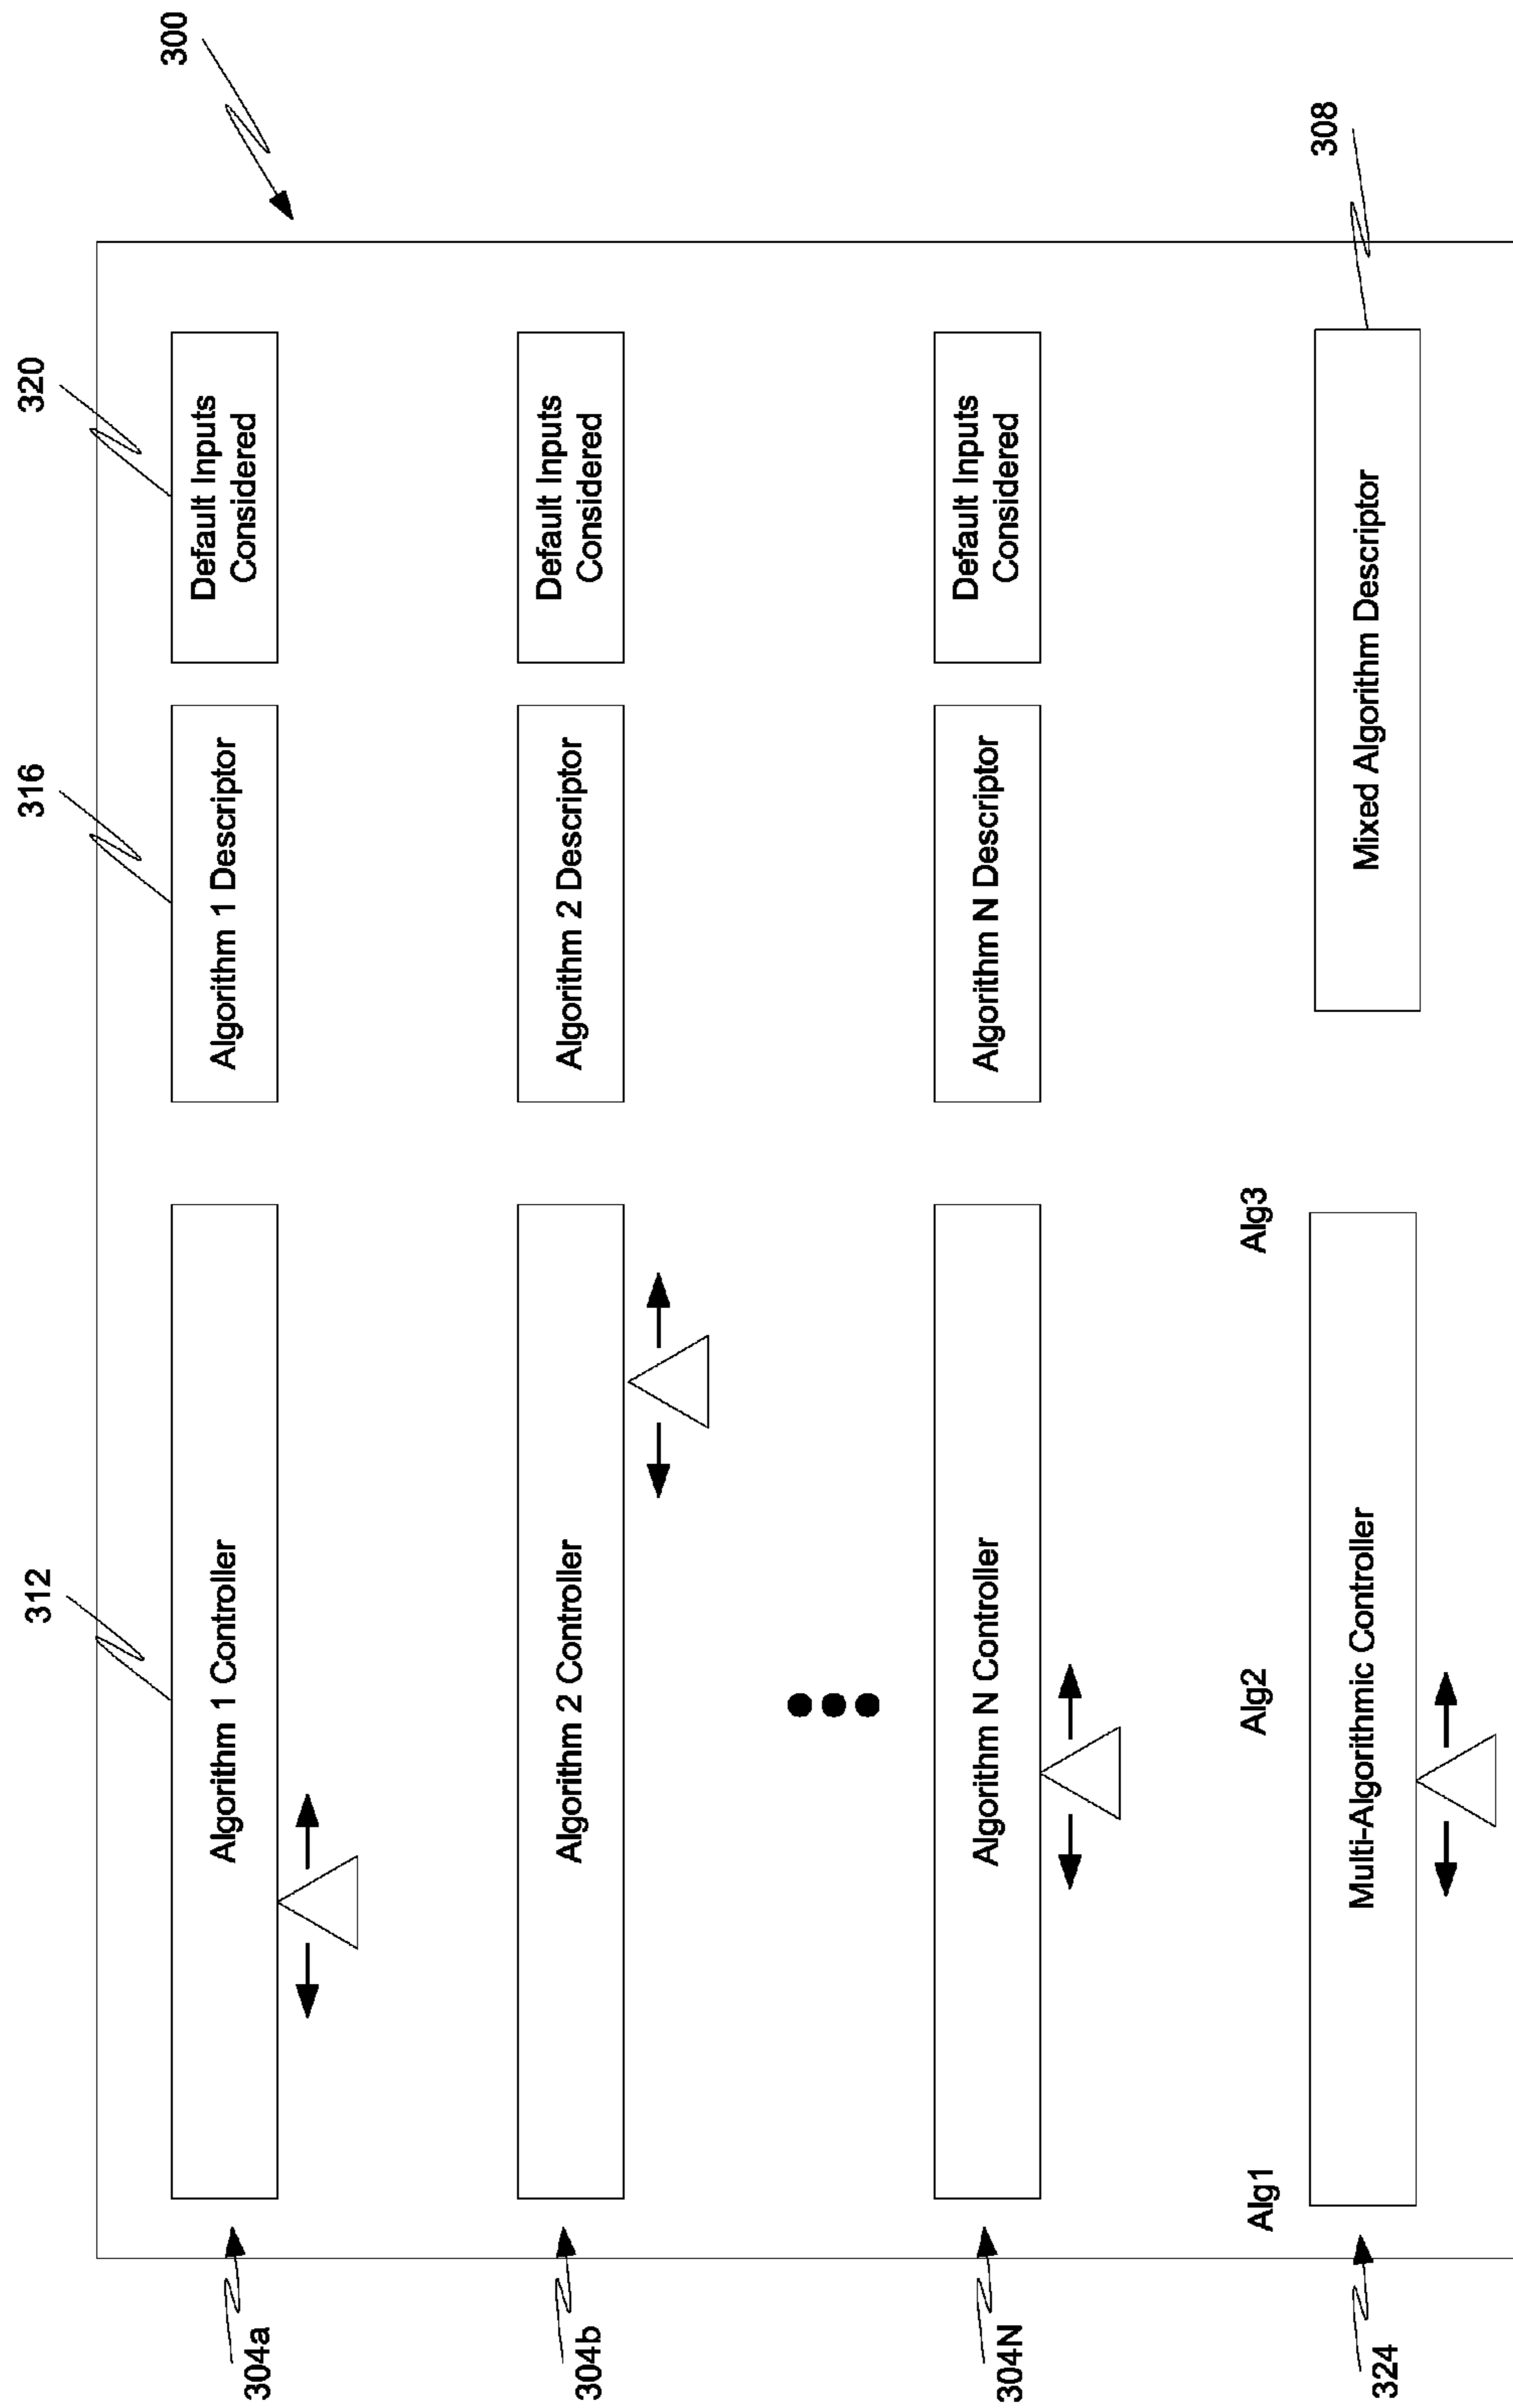 300
312
316
320
304a
Algorithm 1 Controller
Algorithm 1 Descriptor
Default Inputs
Considered
304b
Algorithm 2 Controller
Algorithm 2 Descriptor
Default Inputs
Considered
304N
Algorithm N Controller
Algorithm N Descriptor
Default Inputs
Considered
Alg1
Alg2
Alg3
308
324
Multi-Algorithmic Controller
Mixed Algorithm Descriptor